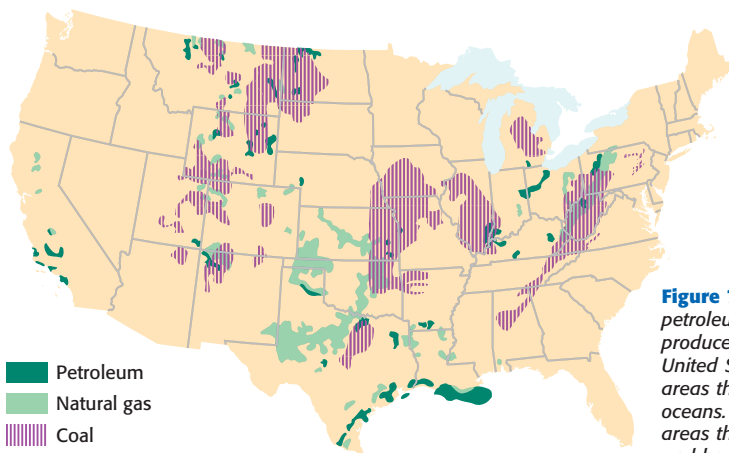 Petroleum
Natural gas
Coal
Figure
petroleu
produce
United S
areas th
oceans.
areas th